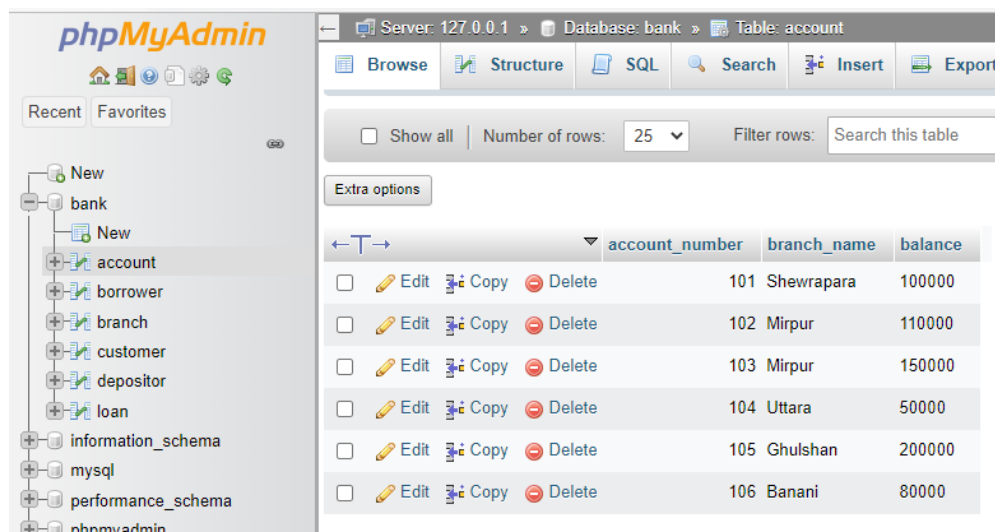 phpMyAdmin
Recent Favorites
New
bank
New
account
borrower
branch
customer
depositor
loan
information_schema
mysql
performance_schema
phpmyadmin
Server: 127.0.0.1 » Database: bank » Table: account
Browse Structure SQL Search Insert Export
Show all Number of rows: 25 Filter rows: Search this table
Extra options
account_number branch_name balance
Edit Copy Delete 101 Shewrapara 100000
Edit Copy Delete 102 Mirpur 110000
Edit Copy Delete 103 Mirpur 150000
Edit Copy Delete 104 Uttara 50000
Edit Copy Delete 105 Ghulshan 200000
Edit Copy Delete 106 Banani 80000